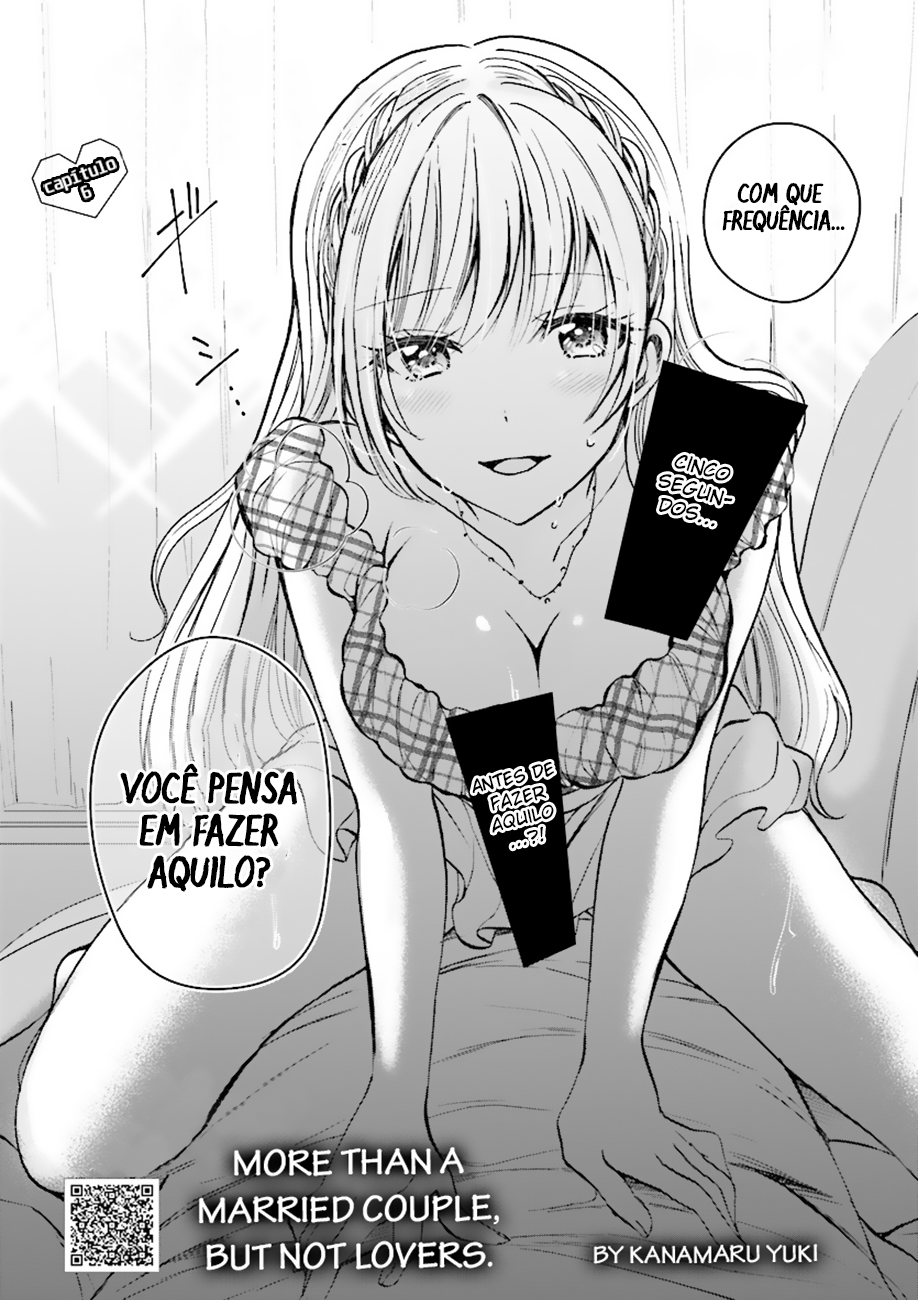 capítulo
6
COM QUE
FREQUÊNCIA...
CINCO
SEGUN-
DOS...
ANTES DE
FAZER
AQUILO
...?!
VOCÊ PENSA
EM FAZER
AQUILO?
MORE THAN A
MARRIED COUPLE,
BUT NOT LOVERS.
BY KANAMARU YUKI